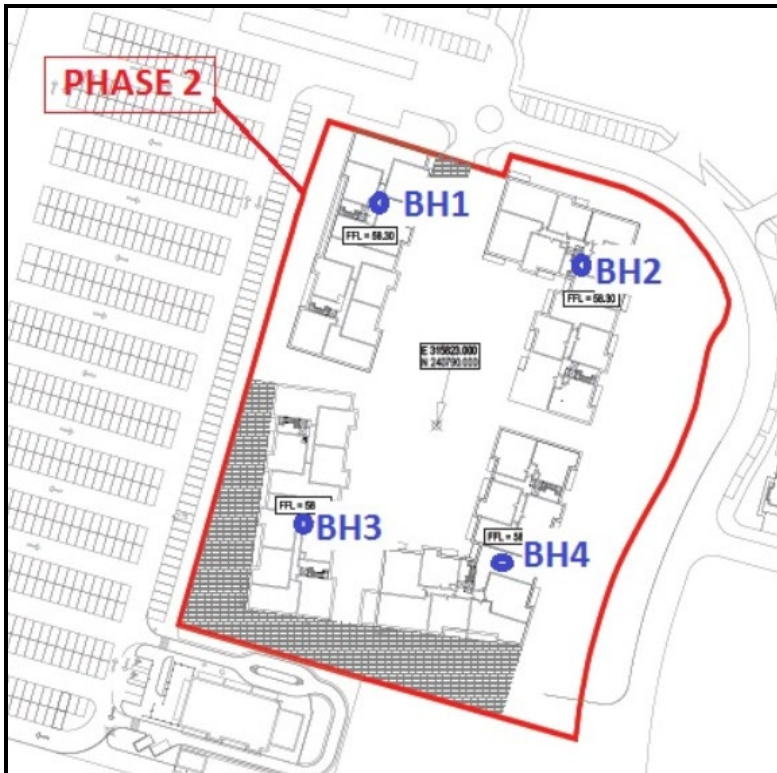 PHASE 2
BH1
FFL = 58.30
BH2
FFL = 58.30
E 315823.000
N 240790.000
FFL = 58
BH3
FFL = 58
BH4